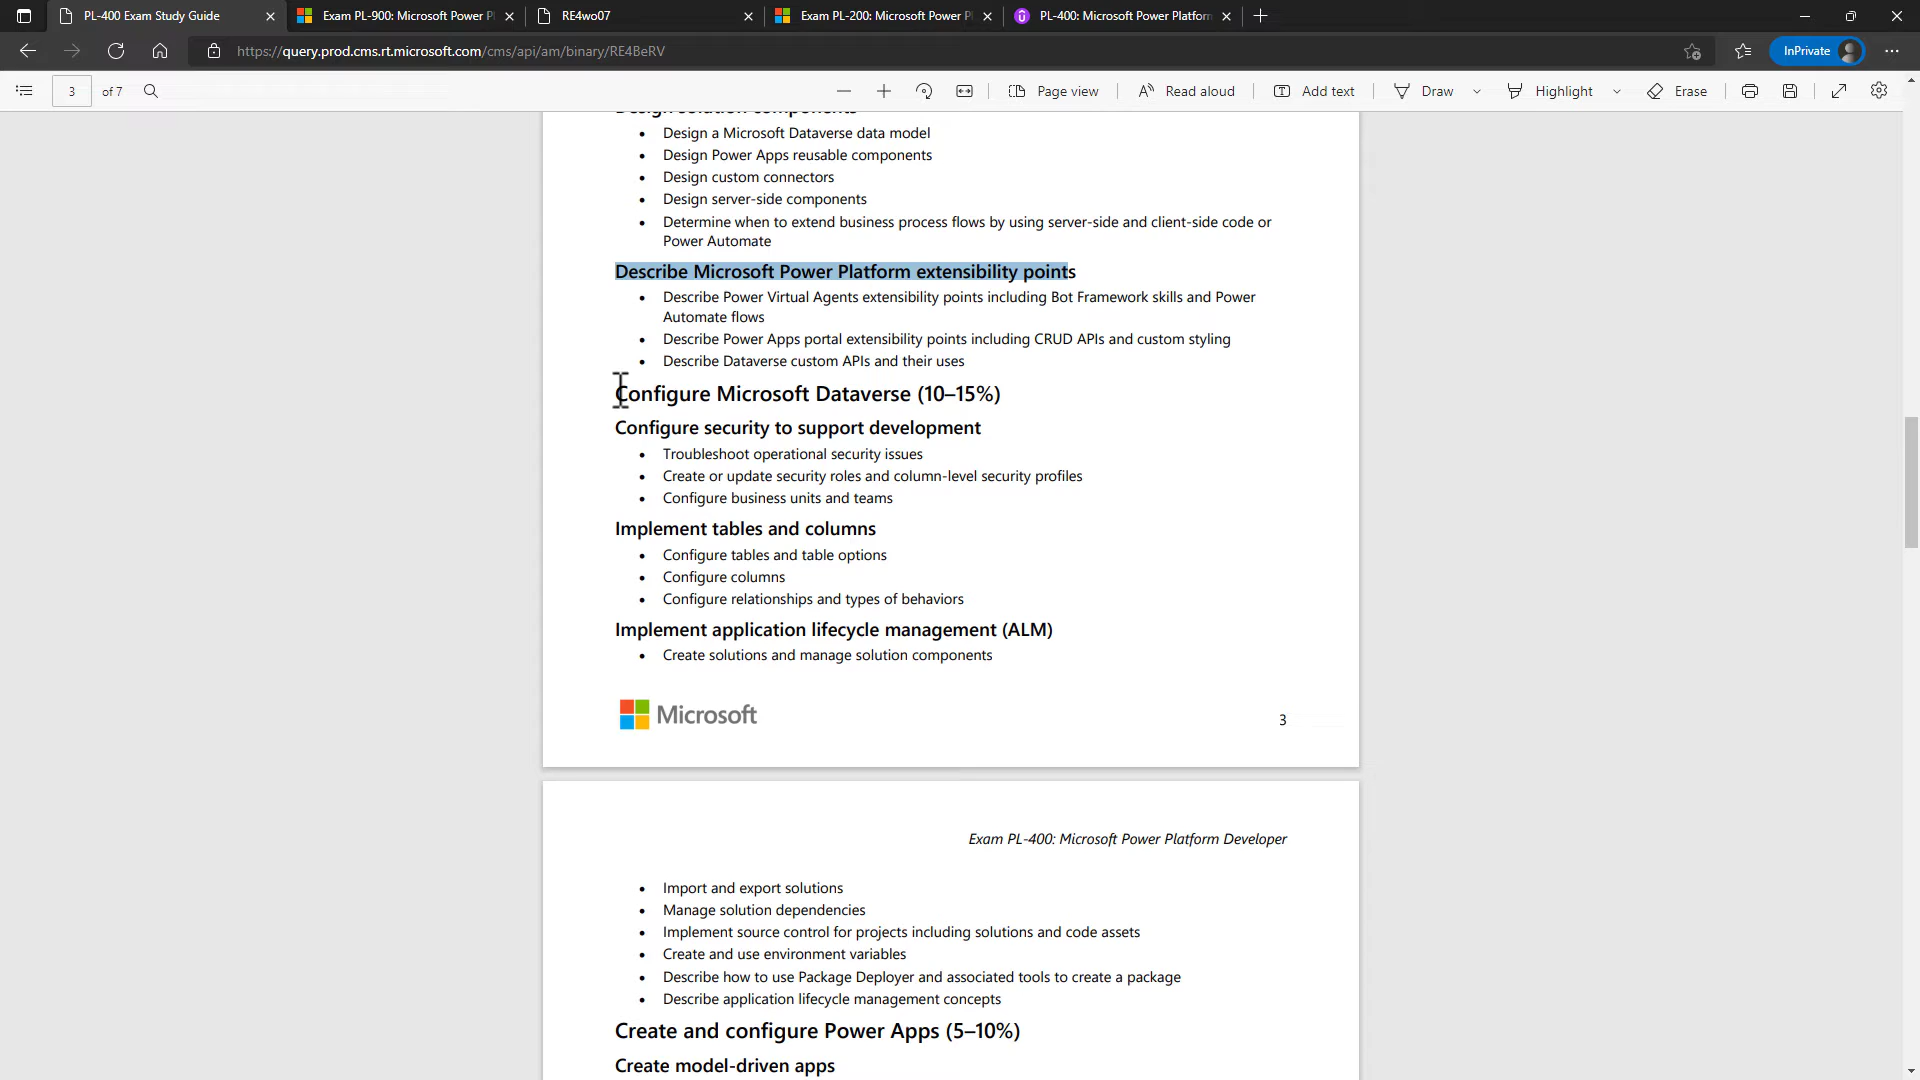 PL-400 Exam Study Guide
Exam PL-900: Microsoft Power Pl
RE4wo07
Exam PL-200: Microsoft Power P
PL-400: Microsoft Power Platform
https://query.prod.cms.rt.microsoft.com/cms/api/am/binary/RE4BeRV
InPrivate
3 of 7
Page view
Read aloud
Add text
Draw
Highlight
Erase
Design solution components
• Design a Microsoft Dataverse data model
• Design Power Apps reusable components
• Design custom connectors
• Design server-side components
• Determine when to extend business process flows by using server-side and client-side code or
Power Automate
Describe Microsoft Power Platform extensibility points
• Describe Power Virtual Agents extensibility points including Bot Framework skills and Power
Automate flows
• Describe Power Apps portal extensibility points including CRUD APIs and custom styling
• Describe Dataverse custom APIs and their uses
Configure Microsoft Dataverse (10–15%)
Configure security to support development
• Troubleshoot operational security issues
• Create or update security roles and column-level security profiles
• Configure business units and teams
Implement tables and columns
• Configure tables and table options
• Configure columns
• Configure relationships and types of behaviors
Implement application lifecycle management (ALM)
• Create solutions and manage solution components
Microsoft
3
Exam PL-400: Microsoft Power Platform Developer
• Import and export solutions
• Manage solution dependencies
• Implement source control for projects including solutions and code assets
• Create and use environment variables
• Describe how to use Package Deployer and associated tools to create a package
• Describe application lifecycle management concepts
Create and configure Power Apps (5–10%)
Create model-driven apps